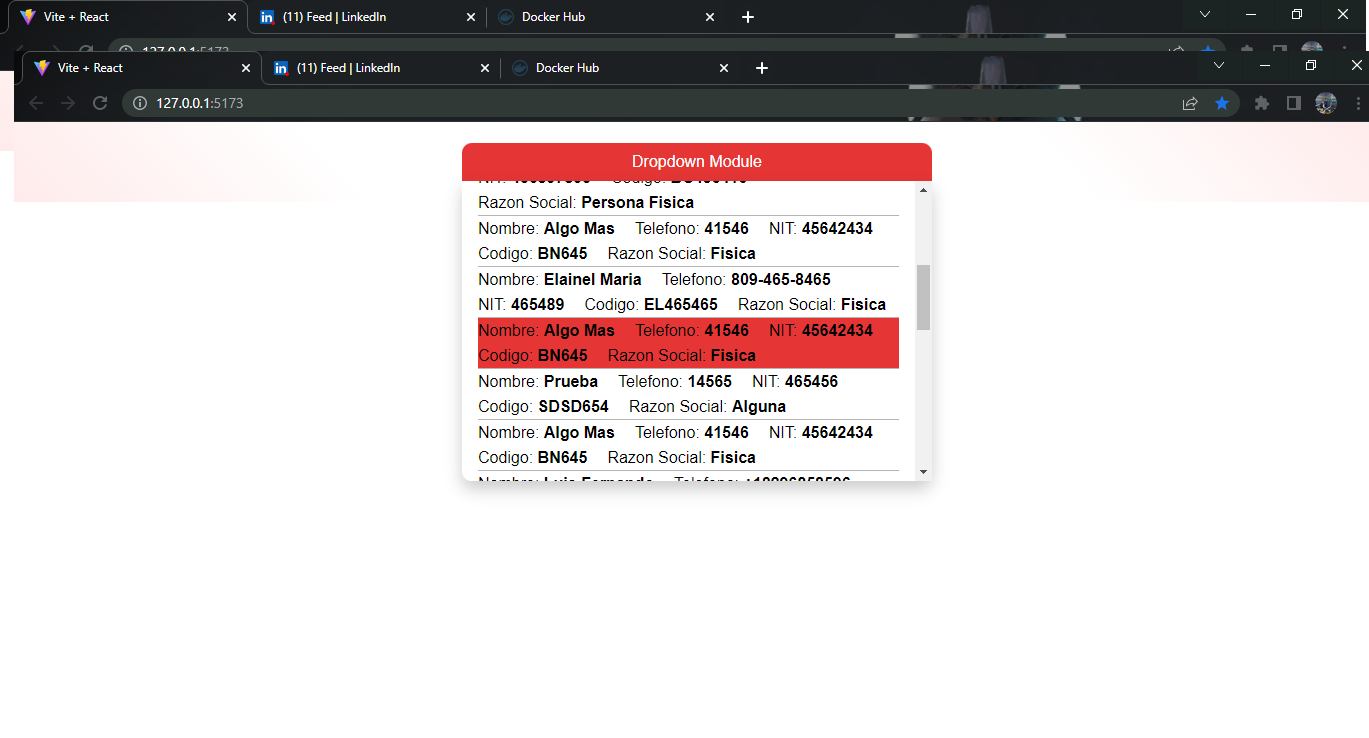 Vite + React
(11) Feed | LinkedIn
Docker Hub
127.0.0.1:5173
Vite + React
(11) Feed | LinkedIn
Docker Hub
127.0.0.1:5173
Dropdown Module
Razon Social: Persona Fisica
Nombre: Algo Mas Telefono: 41546 NIT: 45642434
Codigo: BN645 Razon Social: Fisica
Nombre: Elainel Maria Telefono: 809-465-8465
NIT: 465489 Codigo: EL465465 Razon Social: Fisica
Nombre: Algo Mas Telefono: 41546 NIT: 45642434
Codigo: BN645 Razon Social: Fisica
Nombre: Prueba Telefono: 14565 NIT: 465456
Codigo: SDSD654 Razon Social: Alguna
Nombre: Algo Mas Telefono: 41546 NIT: 45642434
Codigo: BN645 Razon Social: Fisica
Nombre: Luis Fernando Telefono: